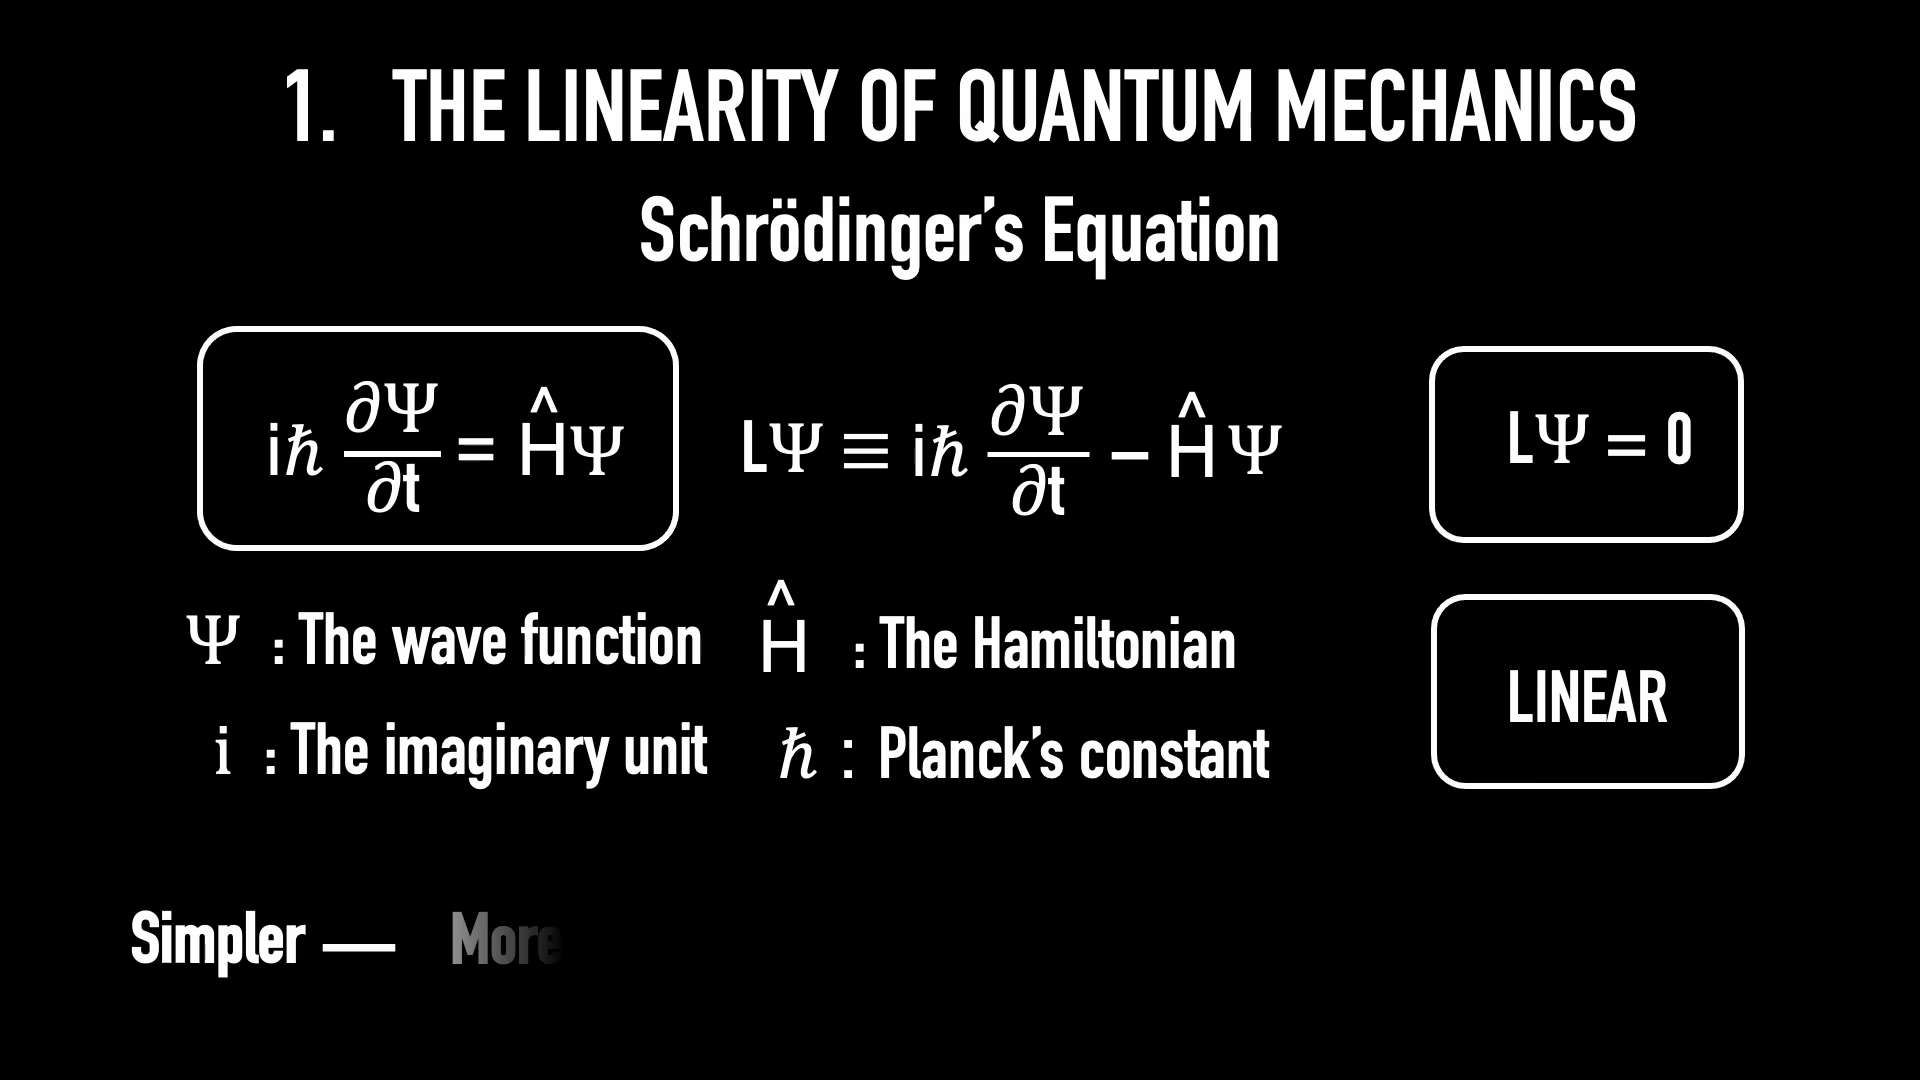 1. THE LINEARITY OF QUANTUM MECHANICS
Schrödinger’s Equation
iℏ ∂Ψ/∂t = ĤΨ
LΨ ≡ iℏ ∂Ψ/∂t – ĤΨ
LΨ = 0
Ψ : The wave function
Ĥ : The Hamiltonian
i : The imaginary unit
ℏ : Planck’s constant
LINEAR
Simpler — More